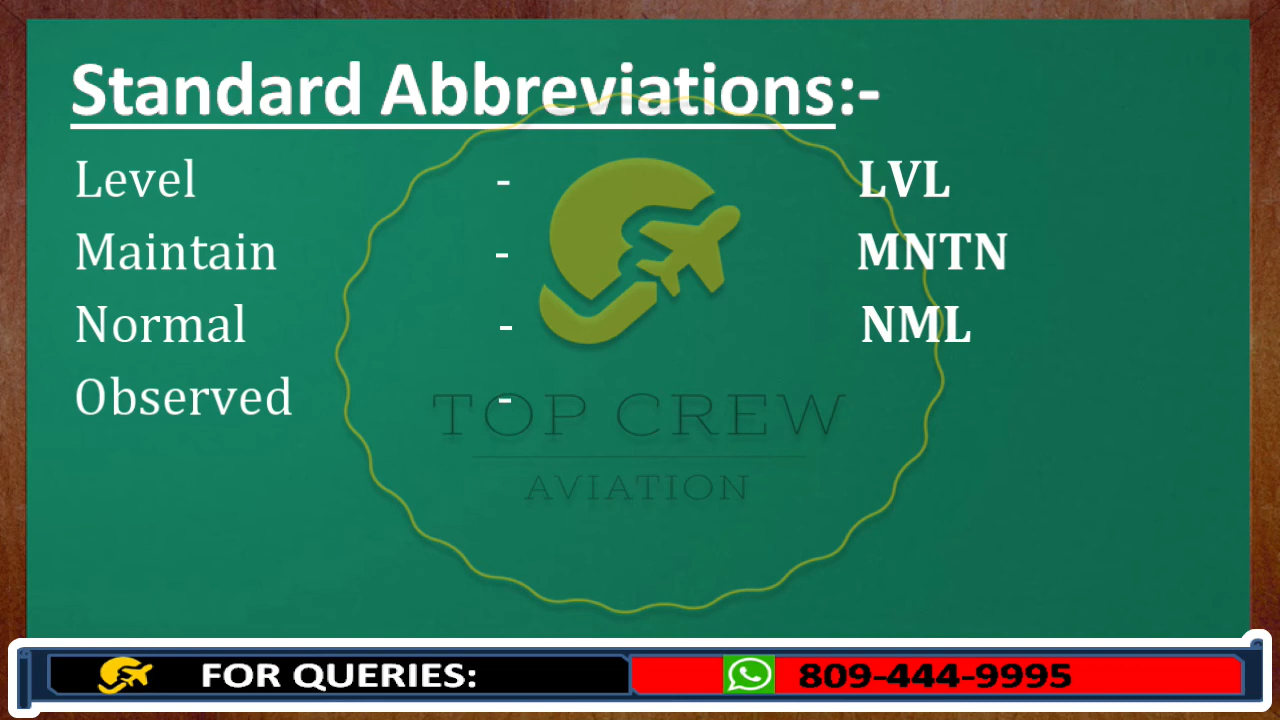 Standard Abbreviations:-
Level - LVL
Maintain - MNTN
Normal - NML
Observed -
TOP CREW
AVIATION
FOR QUERIES: 809-444-9995